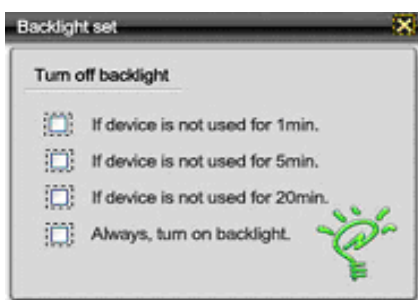 Backlight set
Turn off backlight
If device is not used for 1min.
If device is not used for 5min.
If device is not used for 20min.
Always, turn on backlight.